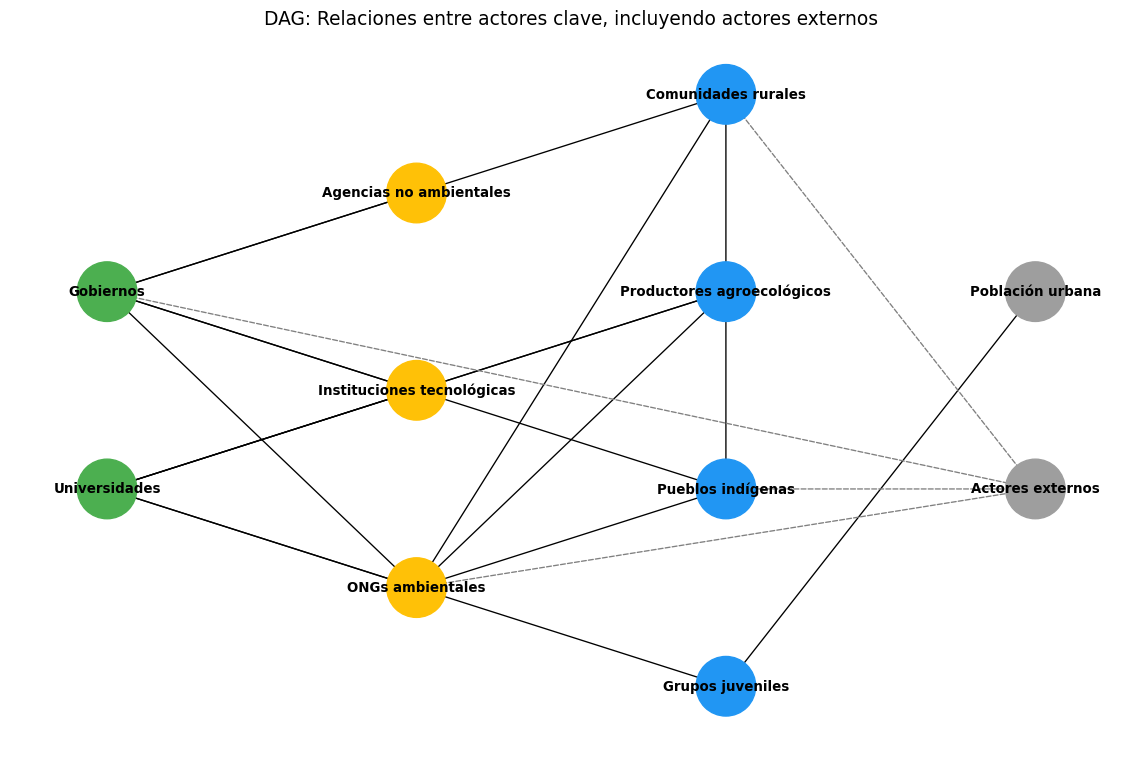 DAG: Relaciones entre actores clave, incluyendo actores externos
Comunidades rurales
Agencias no ambientales
Gobiernos
Productores agroecológicos
Población urbana
Instituciones tecnológicas
Universidades
Pueblos indígenas
Actores externos
ONGs ambientales
Grupos juveniles